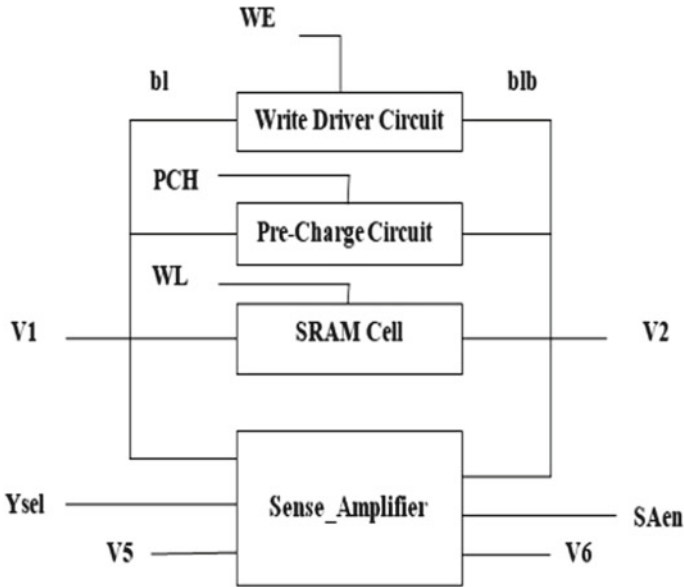 WE
bl
blb
Write Driver Circuit
PCH
Pre-Charge Circuit
WL
V1
SRAM Cell
V2
Ysel
Sense_Amplifier
SAen
V5
V6